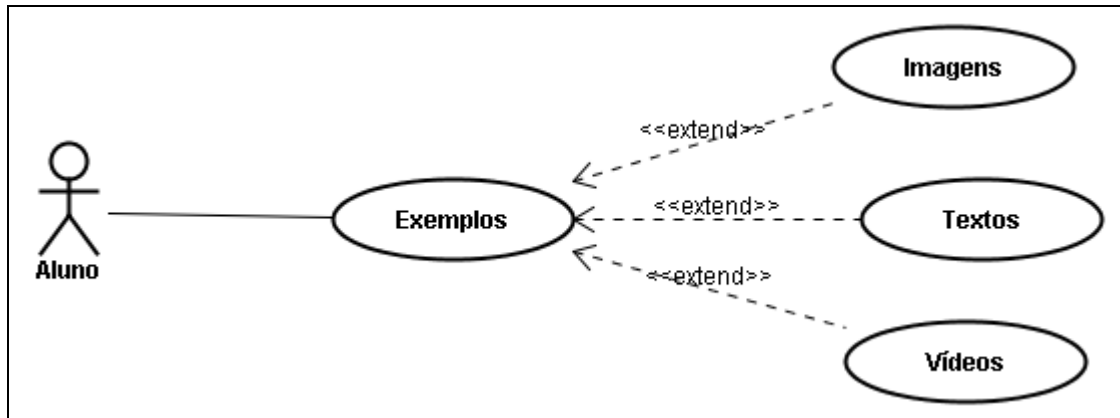 Imagens
<<extend>>
<<extend>>
Exemplos
Textos
Aluno
<<extend>>
Vídeos